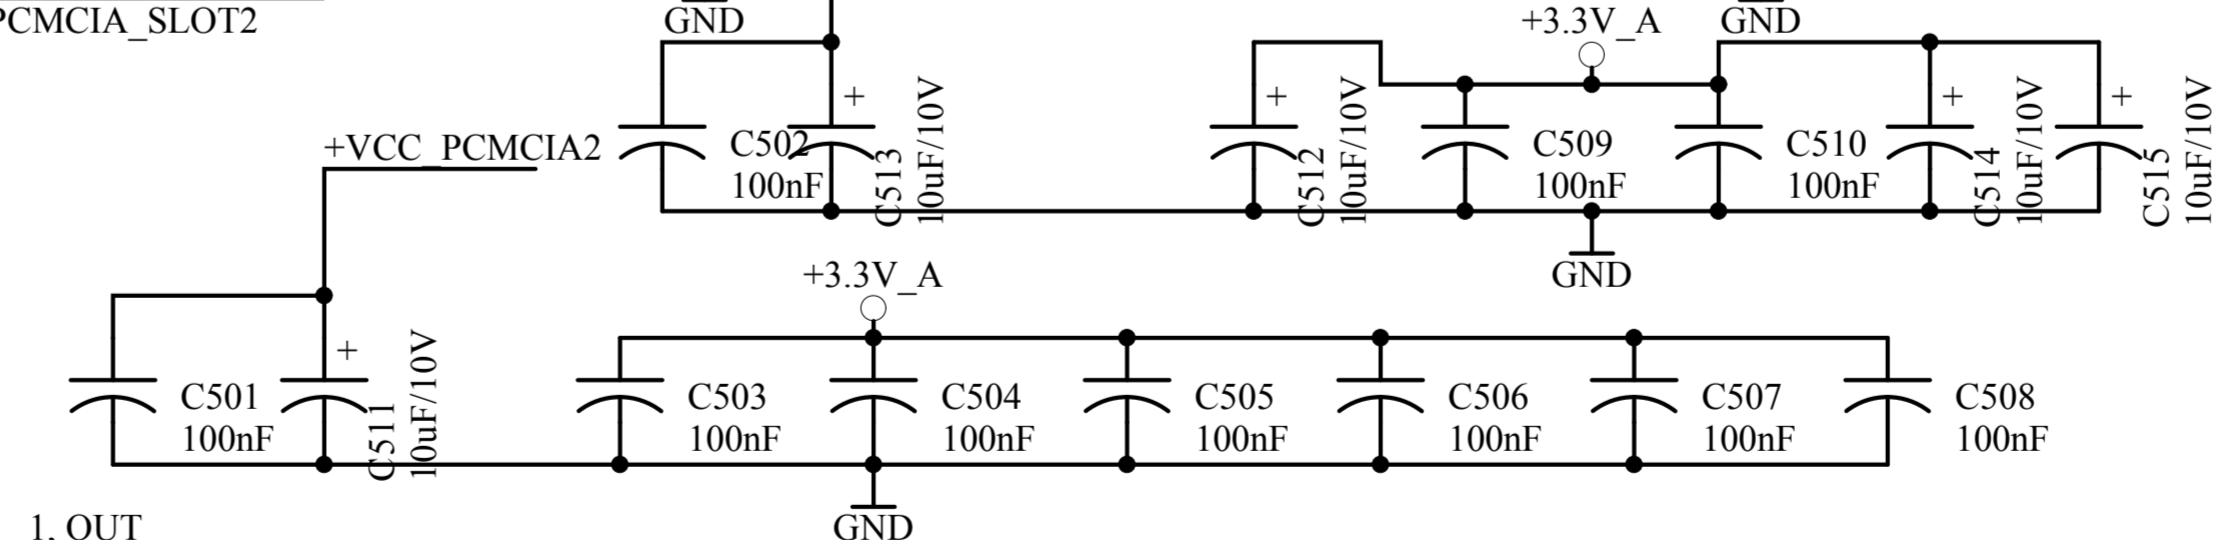 PCMCIA_SLOT2
GND
+3.3V_A
GND
+VCC_PCMCIA2
C502
100nF
+
C513
10uF/10V
+
C512
10uF/10V
C509
100nF
C510
100nF
+
C514
10uF/10V
+
C515
10uF/10V
GND
+3.3V_A
C501
100nF
+
C511
10uF/10V
C503
100nF
C504
100nF
C505
100nF
C506
100nF
C507
100nF
C508
100nF
GND
1, OUT